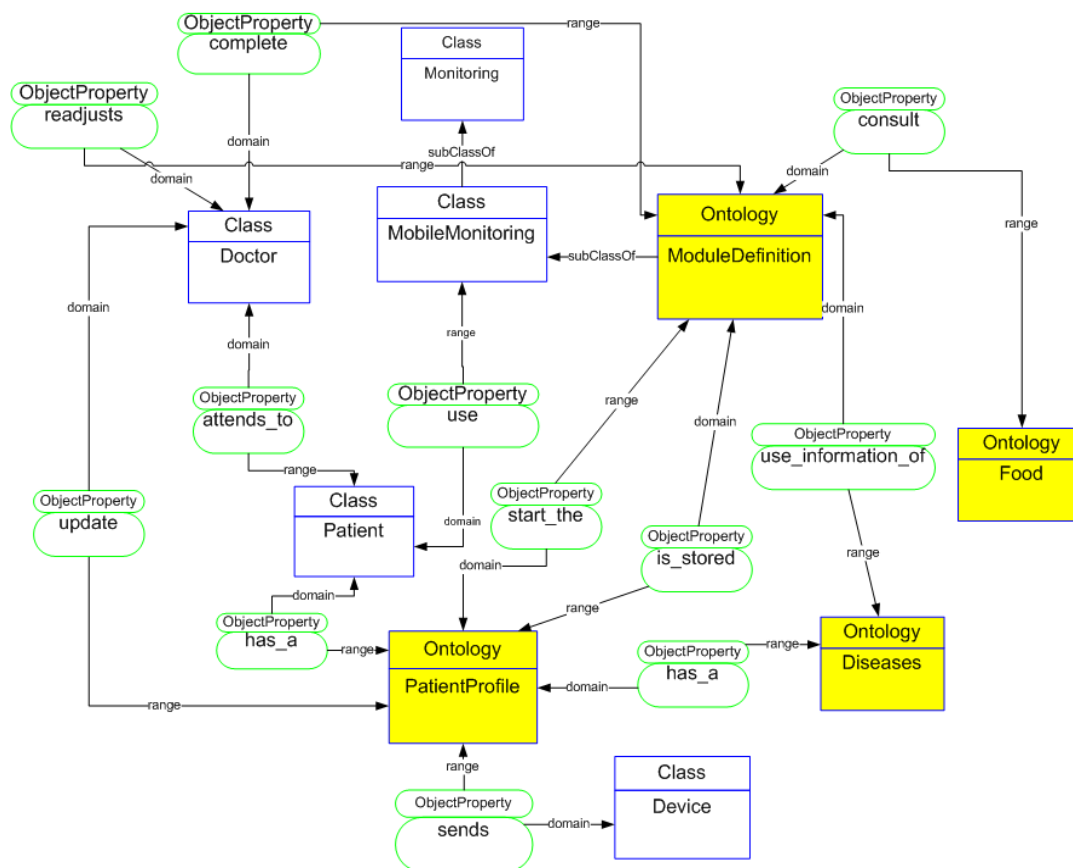 ObjectProperty
complete
range
Class
Monitoring
ObjectProperty
readjusts
ObjectProperty
consult
domain
subClassOf
range
domain
domain
Class
Doctor
Class
MobileMonitoring
Ontology
ModuleDefinition
range
subClassOf
domain
domain
domain
range
range
domain
ObjectProperty
attends_to
ObjectProperty
use
ObjectProperty
use_information_of
Ontology
Food
range
Class
Patient
ObjectProperty
update
ObjectProperty
start_the
domain
ObjectProperty
is_stored
range
domain
domain
range
ObjectProperty
has_a
range
Ontology
PatientProfile
ObjectProperty
has_a
range
domain
Ontology
Diseases
range
range
Class
Device
ObjectProperty
sends
domain